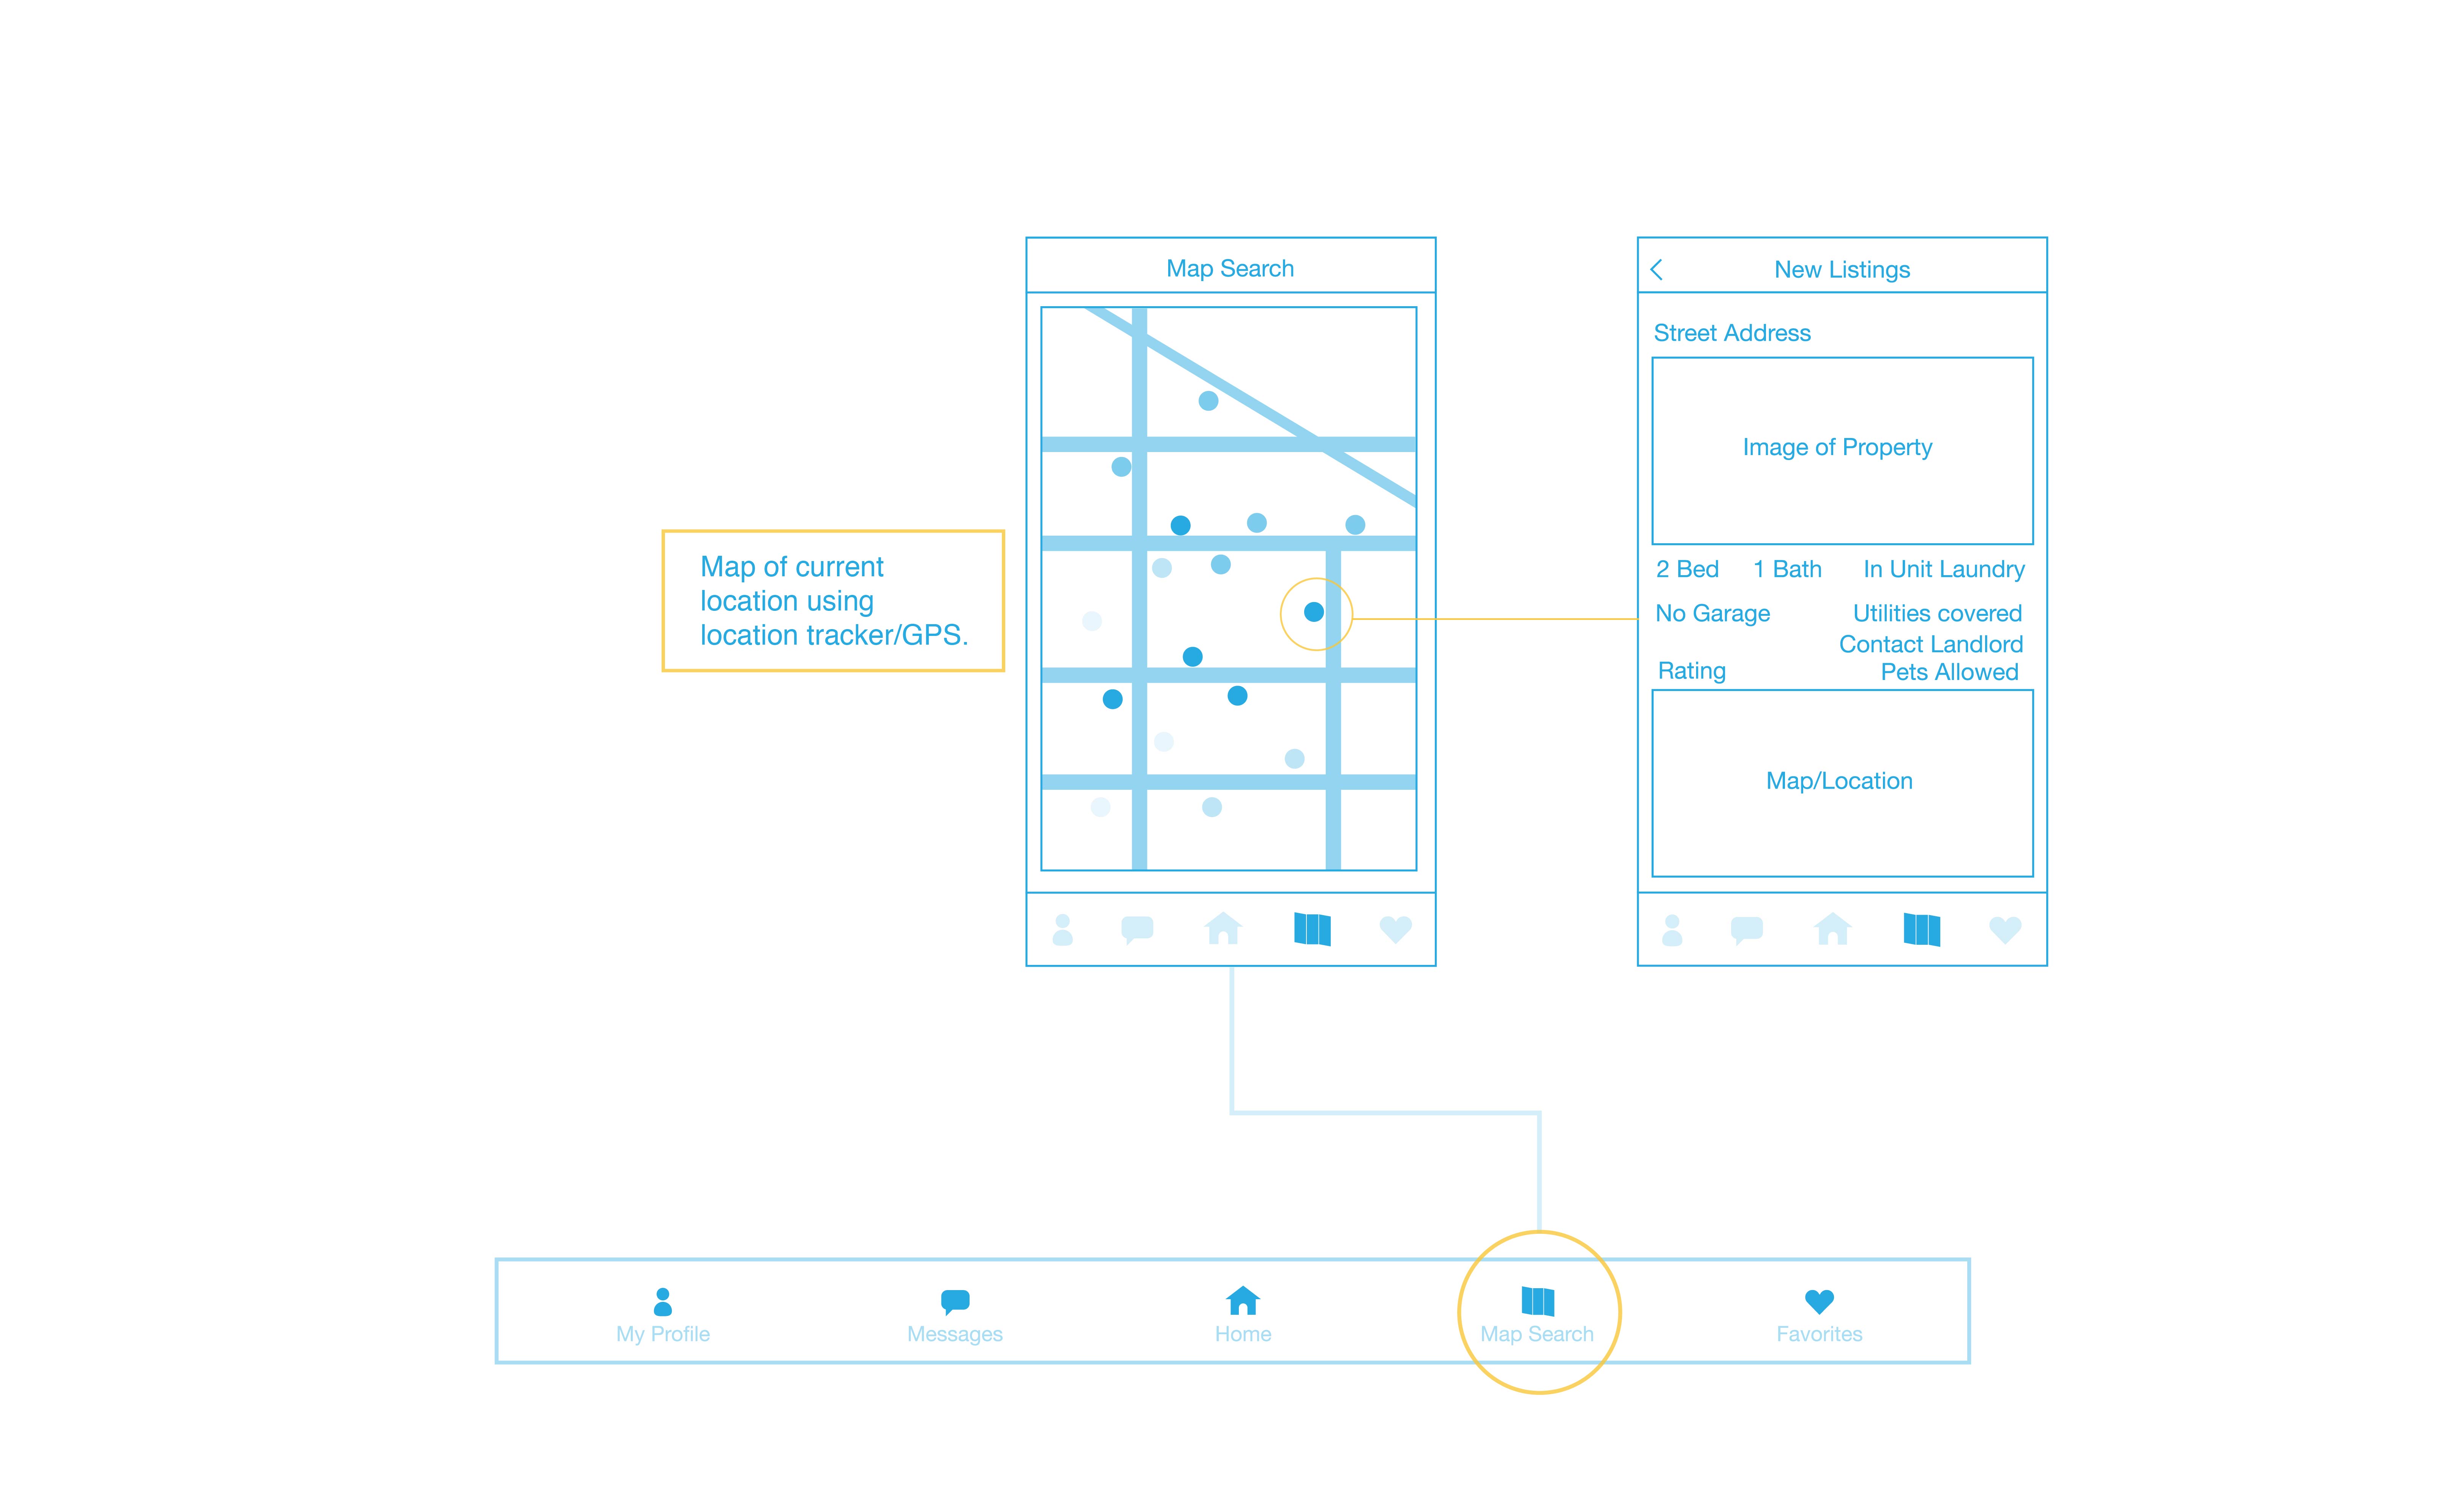 Map Search
New Listings
Street Address
Image of Property
Map of current
location using
location tracker/GPS.
2 Bed 1 Bath In Unit Laundry
No Garage Utilities covered
Contact Landlord
Rating Pets Allowed
Map/Location
My Profile Messages Home Map Search Favorites